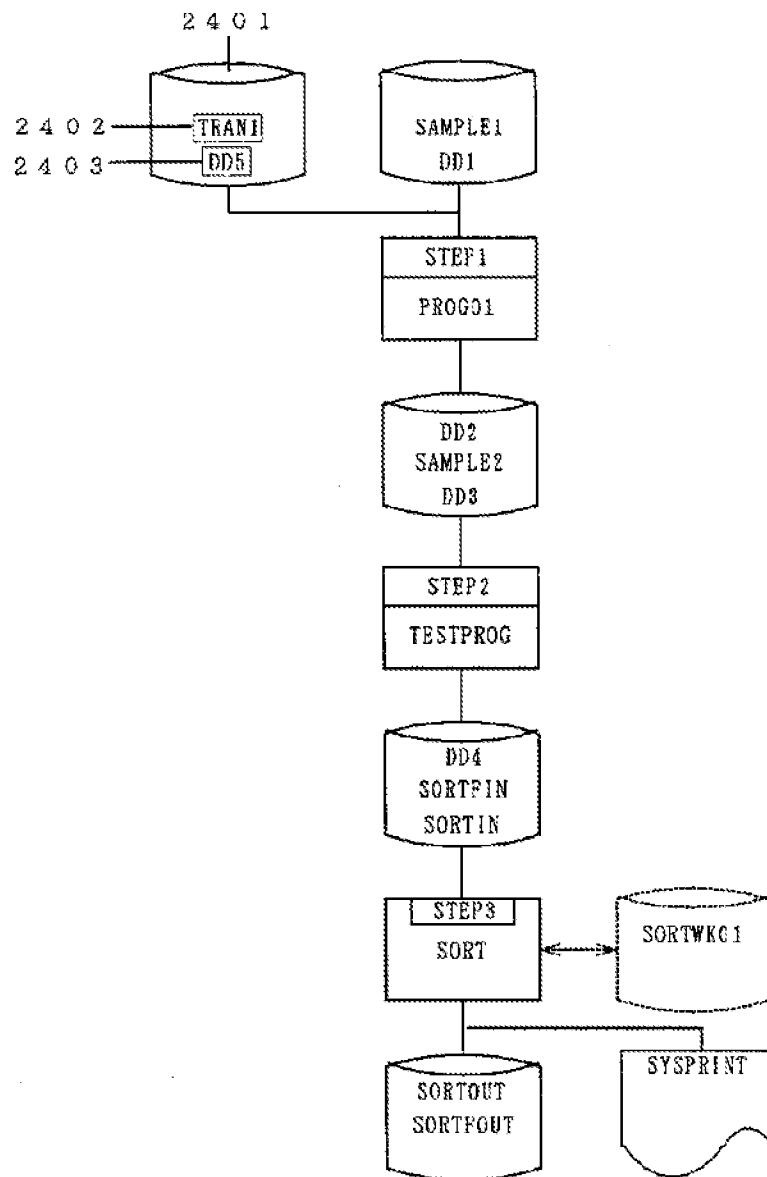 2401
2402
TRAN1
2403
DD5
SAMPLE1
DD1
STEP1
PROG01
DD2
SAMPLE2
DD3
STEP2
TESTPROG
DD4
SORTFIN
SORTIN
STEP3
SORT
SORTWK01
SORTOUT
SORTFOUT
SYSPRINT